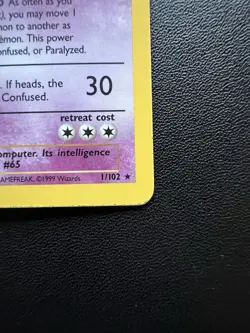 As often as you
), you may move 1
mon to another as
émon. This power
onfused, or Paralyzed.
. If heads, the
Confused.
30
retreat cost
omputer. Its intelligence
#65
AMEFREAK. ©1999 Wizards. 1/102 ★